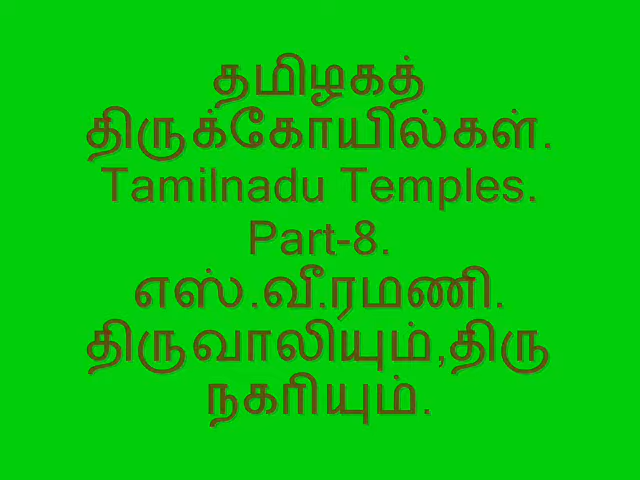 தமிழகத்
திருக்கோயில்கள்.
Tamilnadu Temples.
Part-8.
எஸ்.வீ.ரமணி.
திருவாலியும்,திரு
நகரியும்.